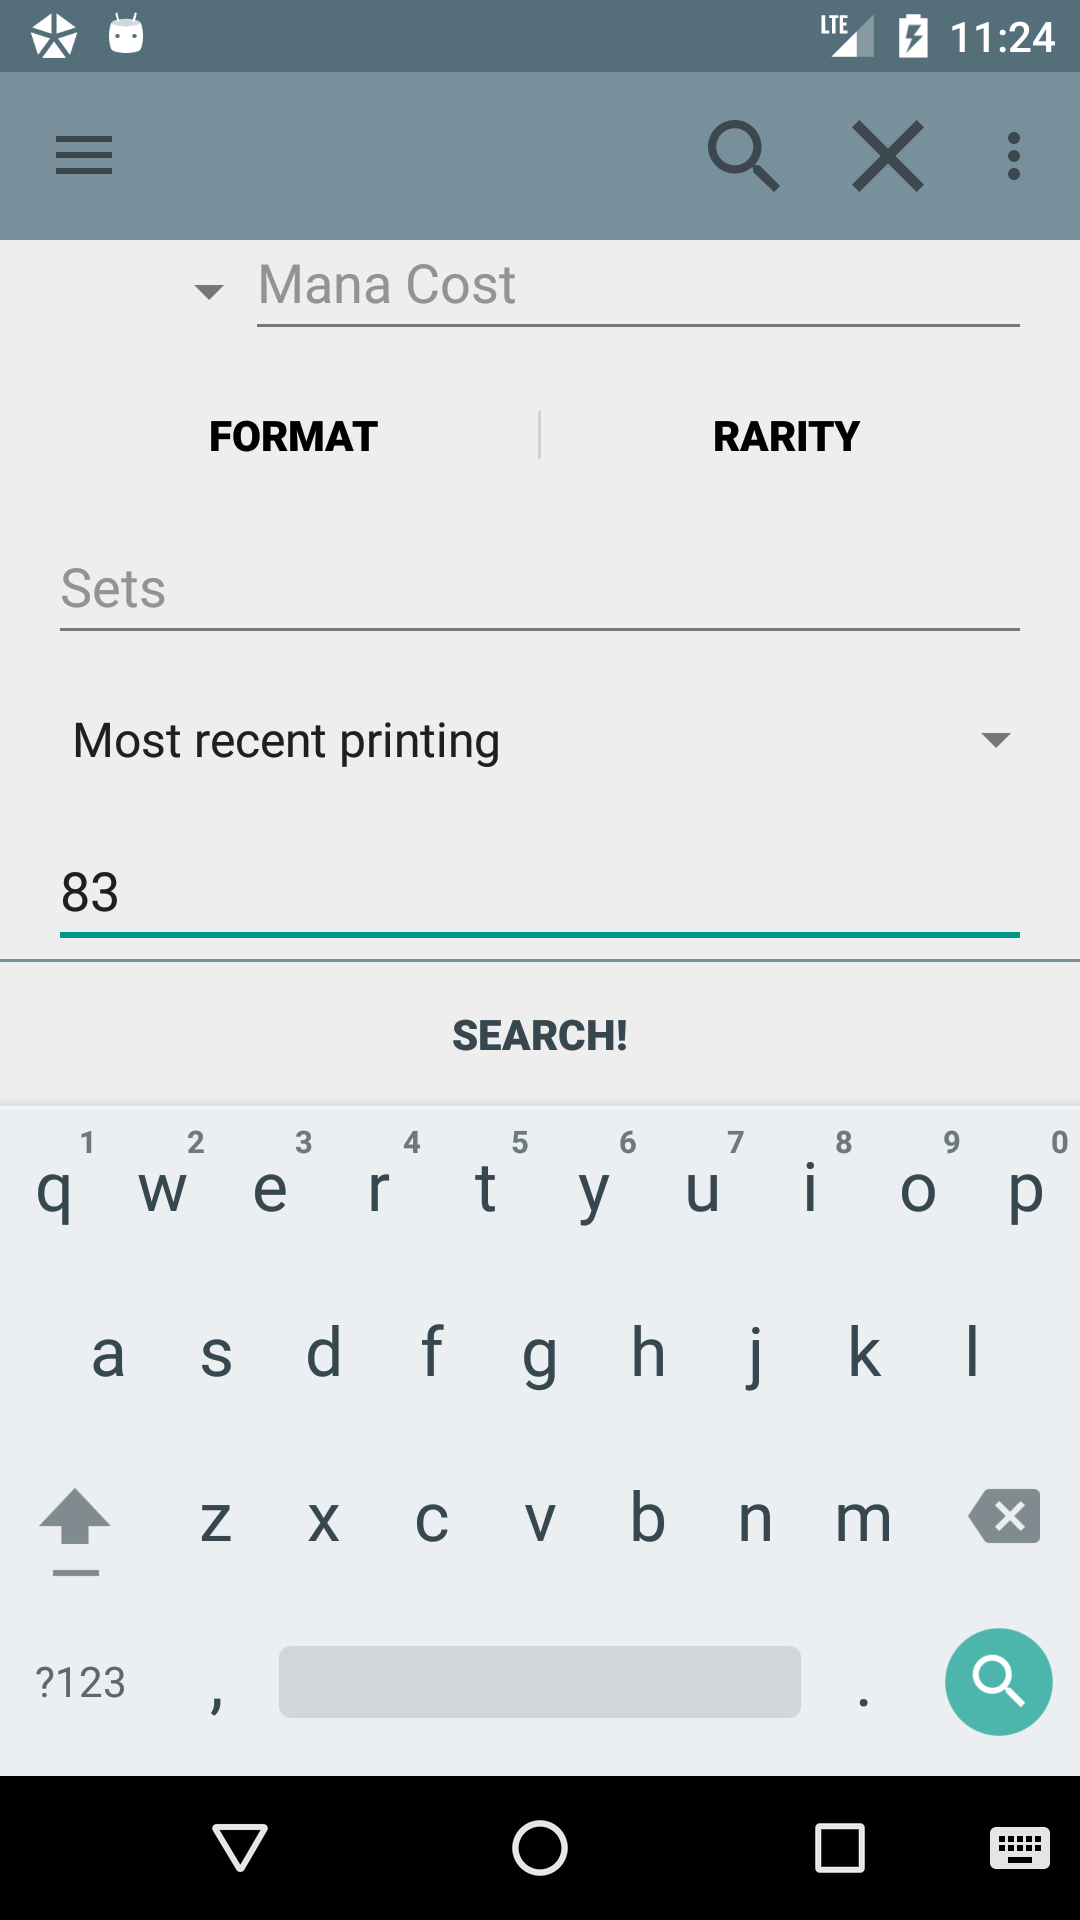 LTE 11:24
Mana Cost
FORMAT RARITY
Sets
Most recent printing
83
SEARCH!
1 2 3 4 5 6 7 8 9 0
q w e r t y u i o p
a s d f g h j k l
z x c v b n m
?123 , .